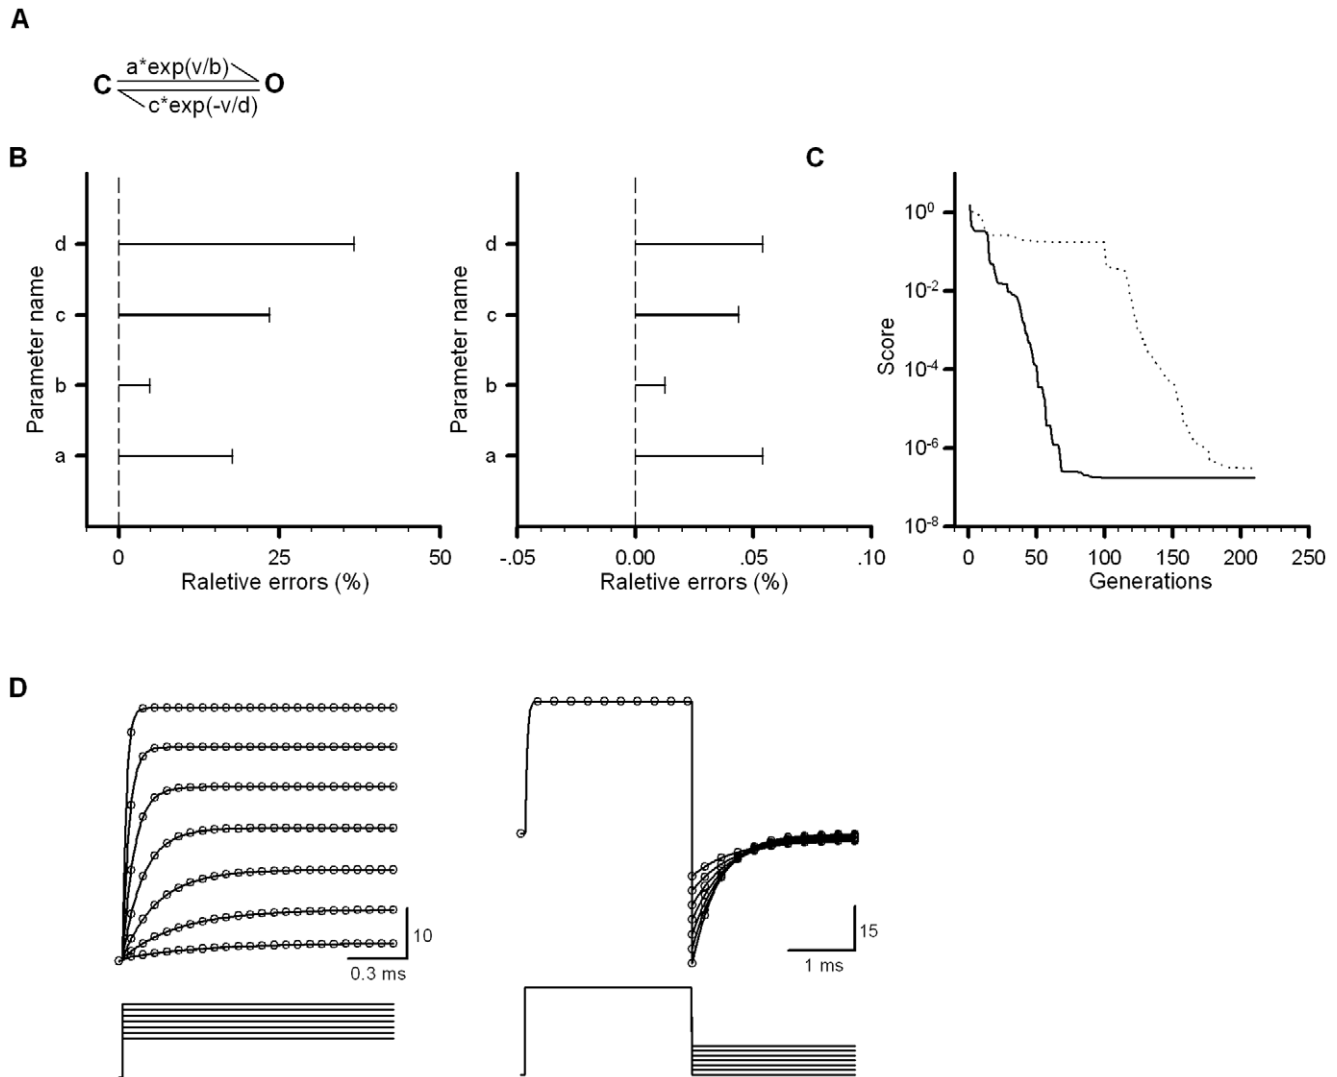 A
a*exp(v/b)
C O
c*exp(-v/d)
B
Parameter name
d
c
b
a
0 25 50
Raletive errors (%)
Parameter name
d
c
b
a
-.05 0.00 .05 .10
Raletive errors (%)
C
Score
10⁰
10⁻²
10⁻⁴
10⁻⁶
10⁻⁸
0 50 100 150 200 250
Generations
D
10
0.3 ms
15
1 ms